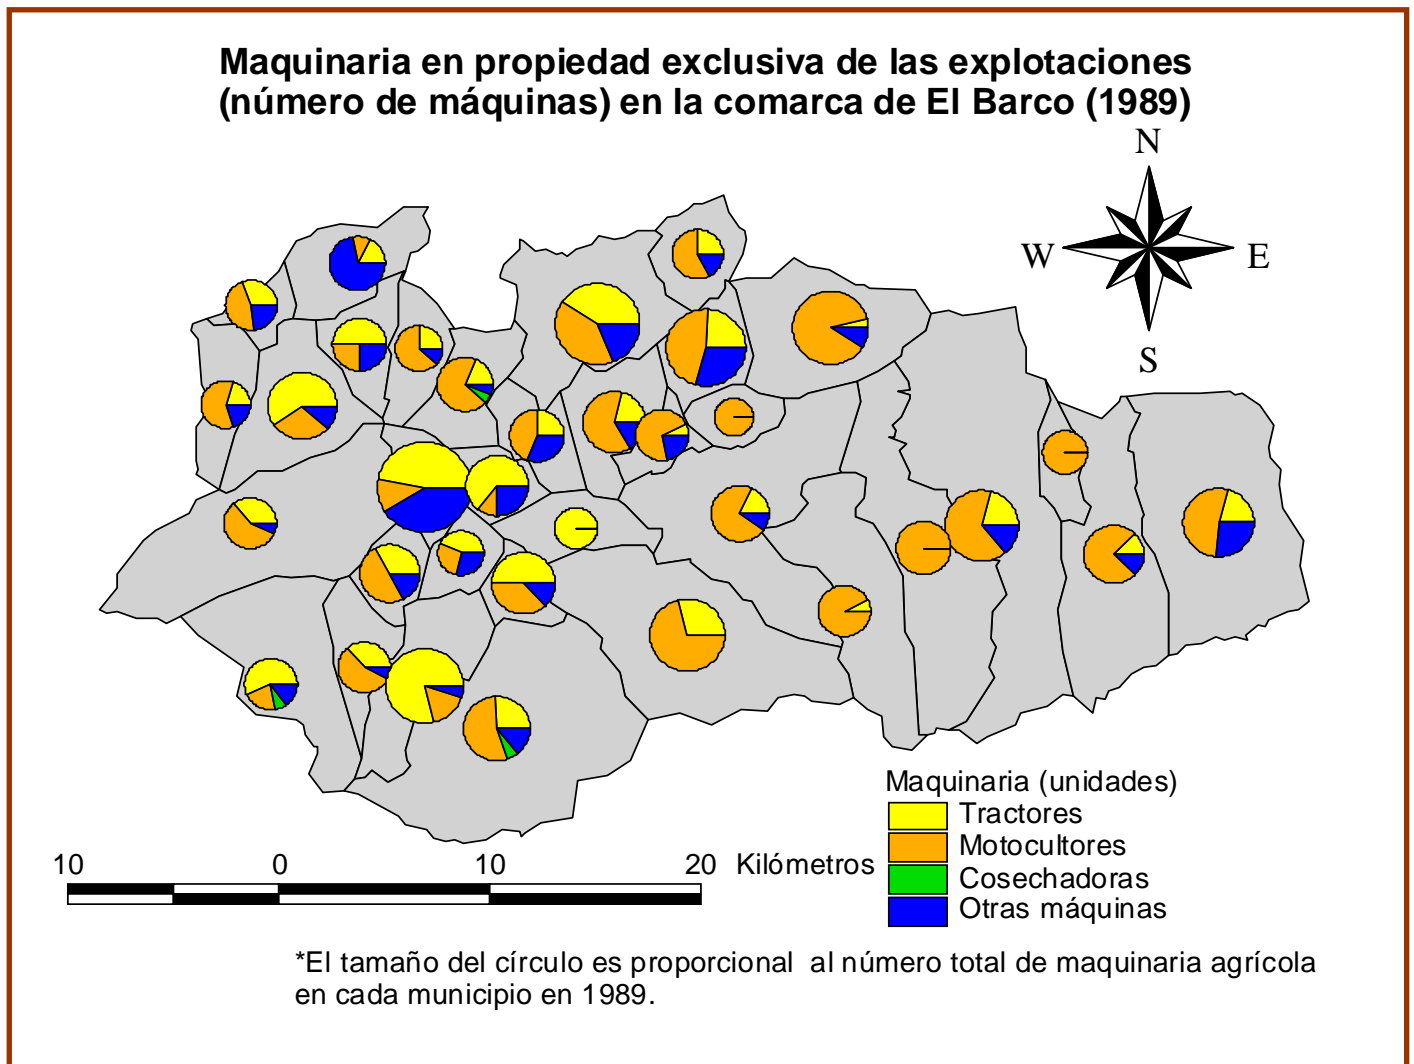 Maquinaria en propiedad exclusiva de las explotaciones
(número de máquinas) en la comarca de El Barco (1989)
N
W
E
S
Maquinaria (unidades)
Tractores
Motocultores
Cosechadoras
Otras máquinas
10 0 10 20 Kilómetros
*El tamaño del círculo es proporcional al número total de maquinaria agrícola
en cada municipio en 1989.